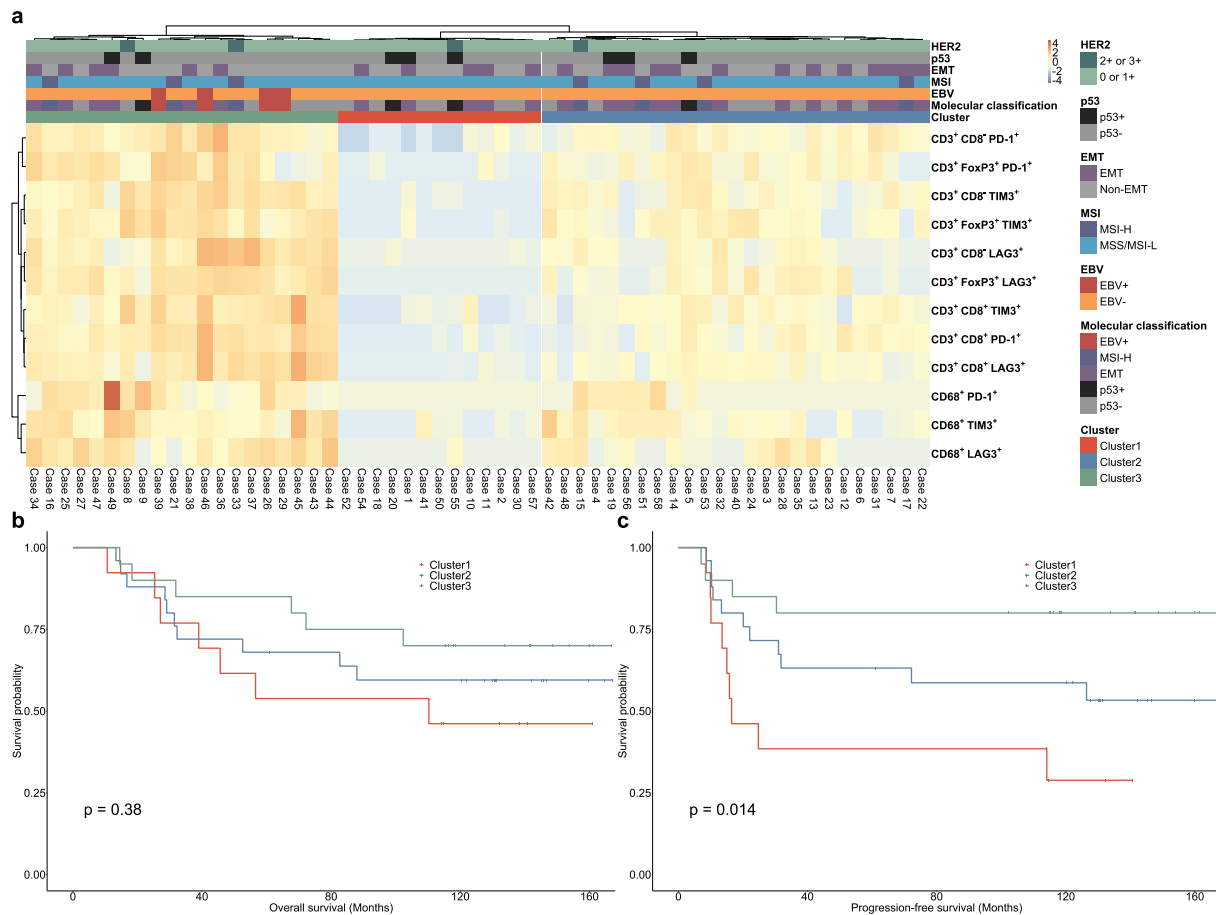 a
HER2
p53
EMT
MSI
EBV
Molecular classification
Cluster
4
2
0
-2
-4
CD3⁺ CD8⁻ PD-1⁺
CD3⁺ FoxP3⁺ PD-1⁺
CD3⁺ CD8⁻ TIM3⁺
CD3⁺ FoxP3⁺ TIM3⁺
CD3⁺ CD8⁻ LAG3⁺
CD3⁺ FoxP3⁺ LAG3⁺
CD3⁺ CD8⁺ TIM3⁺
CD3⁺ CD8⁺ PD-1⁺
CD3⁺ CD8⁺ LAG3⁺
CD68⁺ PD-1⁺
CD68⁺ TIM3⁺
CD68⁺ LAG3⁺
HER2
2+ or 3+
0 or 1+
p53
p53+
p53-
EMT
EMT
Non-EMT
MSI
MSI-H
MSS/MSI-L
EBV
EBV+
EBV-
Molecular classification
EBV+
MSI-H
EMT
p53+
p53-
Cluster
Cluster1
Cluster2
Cluster3
Case 34
Case 16
Case 25
Case 27
Case 47
Case 49
Case 8
Case 9
Case 39
Case 21
Case 38
Case 46
Case 36
Case 33
Case 37
Case 26
Case 29
Case 45
Case 43
Case 44
Case 52
Case 54
Case 18
Case 20
Case 1
Case 41
Case 50
Case 55
Case 10
Case 11
Case 2
Case 30
Case 57
Case 42
Case 48
Case 15
Case 4
Case 19
Case 56
Case 51
Case 58
Case 14
Case 5
Case 53
Case 32
Case 40
Case 24
Case 3
Case 28
Case 35
Case 13
Case 23
Case 12
Case 6
Case 31
Case 7
Case 17
Case 22
b
1.00
0.75
0.50
0.25
0.00
Survival probability
Cluster1
Cluster2
Cluster3
p = 0.38
0
40
80
120
160
Overall survival (Months)
c
1.00
0.75
0.50
0.25
0.00
Survival probability
Cluster1
Cluster2
Cluster3
p = 0.014
0
40
80
120
160
Progression-free survival (Months)